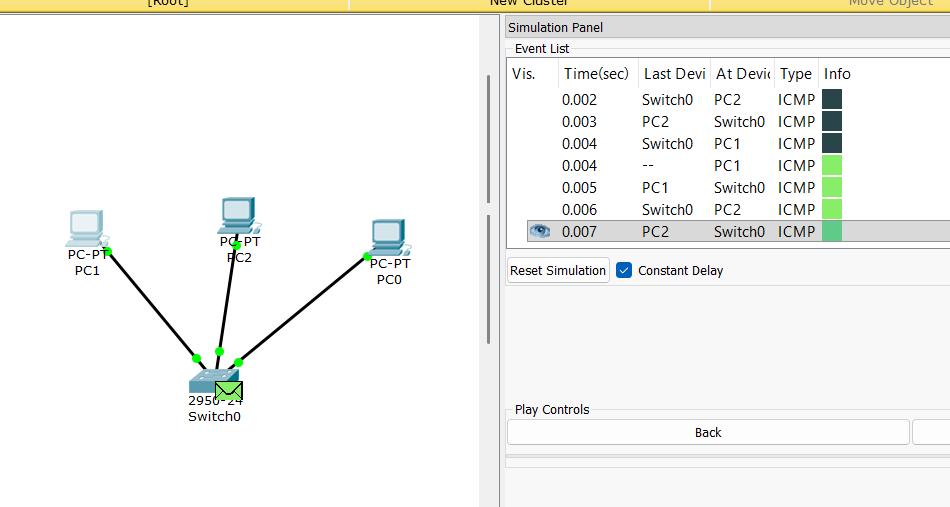 [Root] New Cluster Move Object
Simulation Panel
Event List
Vis. Time(sec) Last Devi At Devic Type Info
0.002 Switch0 PC2 ICMP
0.003 PC2 Switch0 ICMP
0.004 Switch0 PC1 ICMP
0.004 -- PC1 ICMP
0.005 PC1 Switch0 ICMP
0.006 Switch0 PC2 ICMP
0.007 PC2 Switch0 ICMP
Reset Simulation Constant Delay
Play Controls
Back
PC-PT
PC1
PC-PT
PC2
PC-PT
PC0
2950-24
Switch0